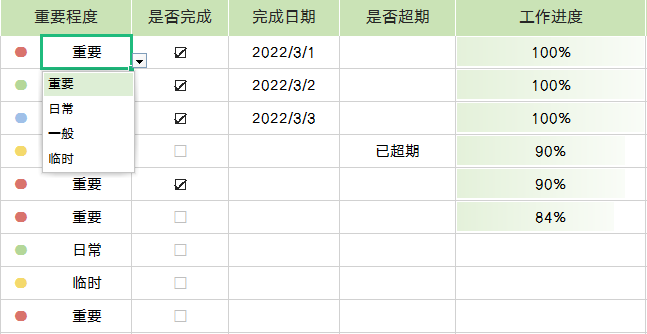 重要程度 是否完成 完成日期 是否超期 工作进度
重要 2022/3/1 100%
重要 2022/3/2 100%
日常 2022/3/3 100%
一般 已超期 90%
临时
重要 90%
重要 84%
日常
临时
重要